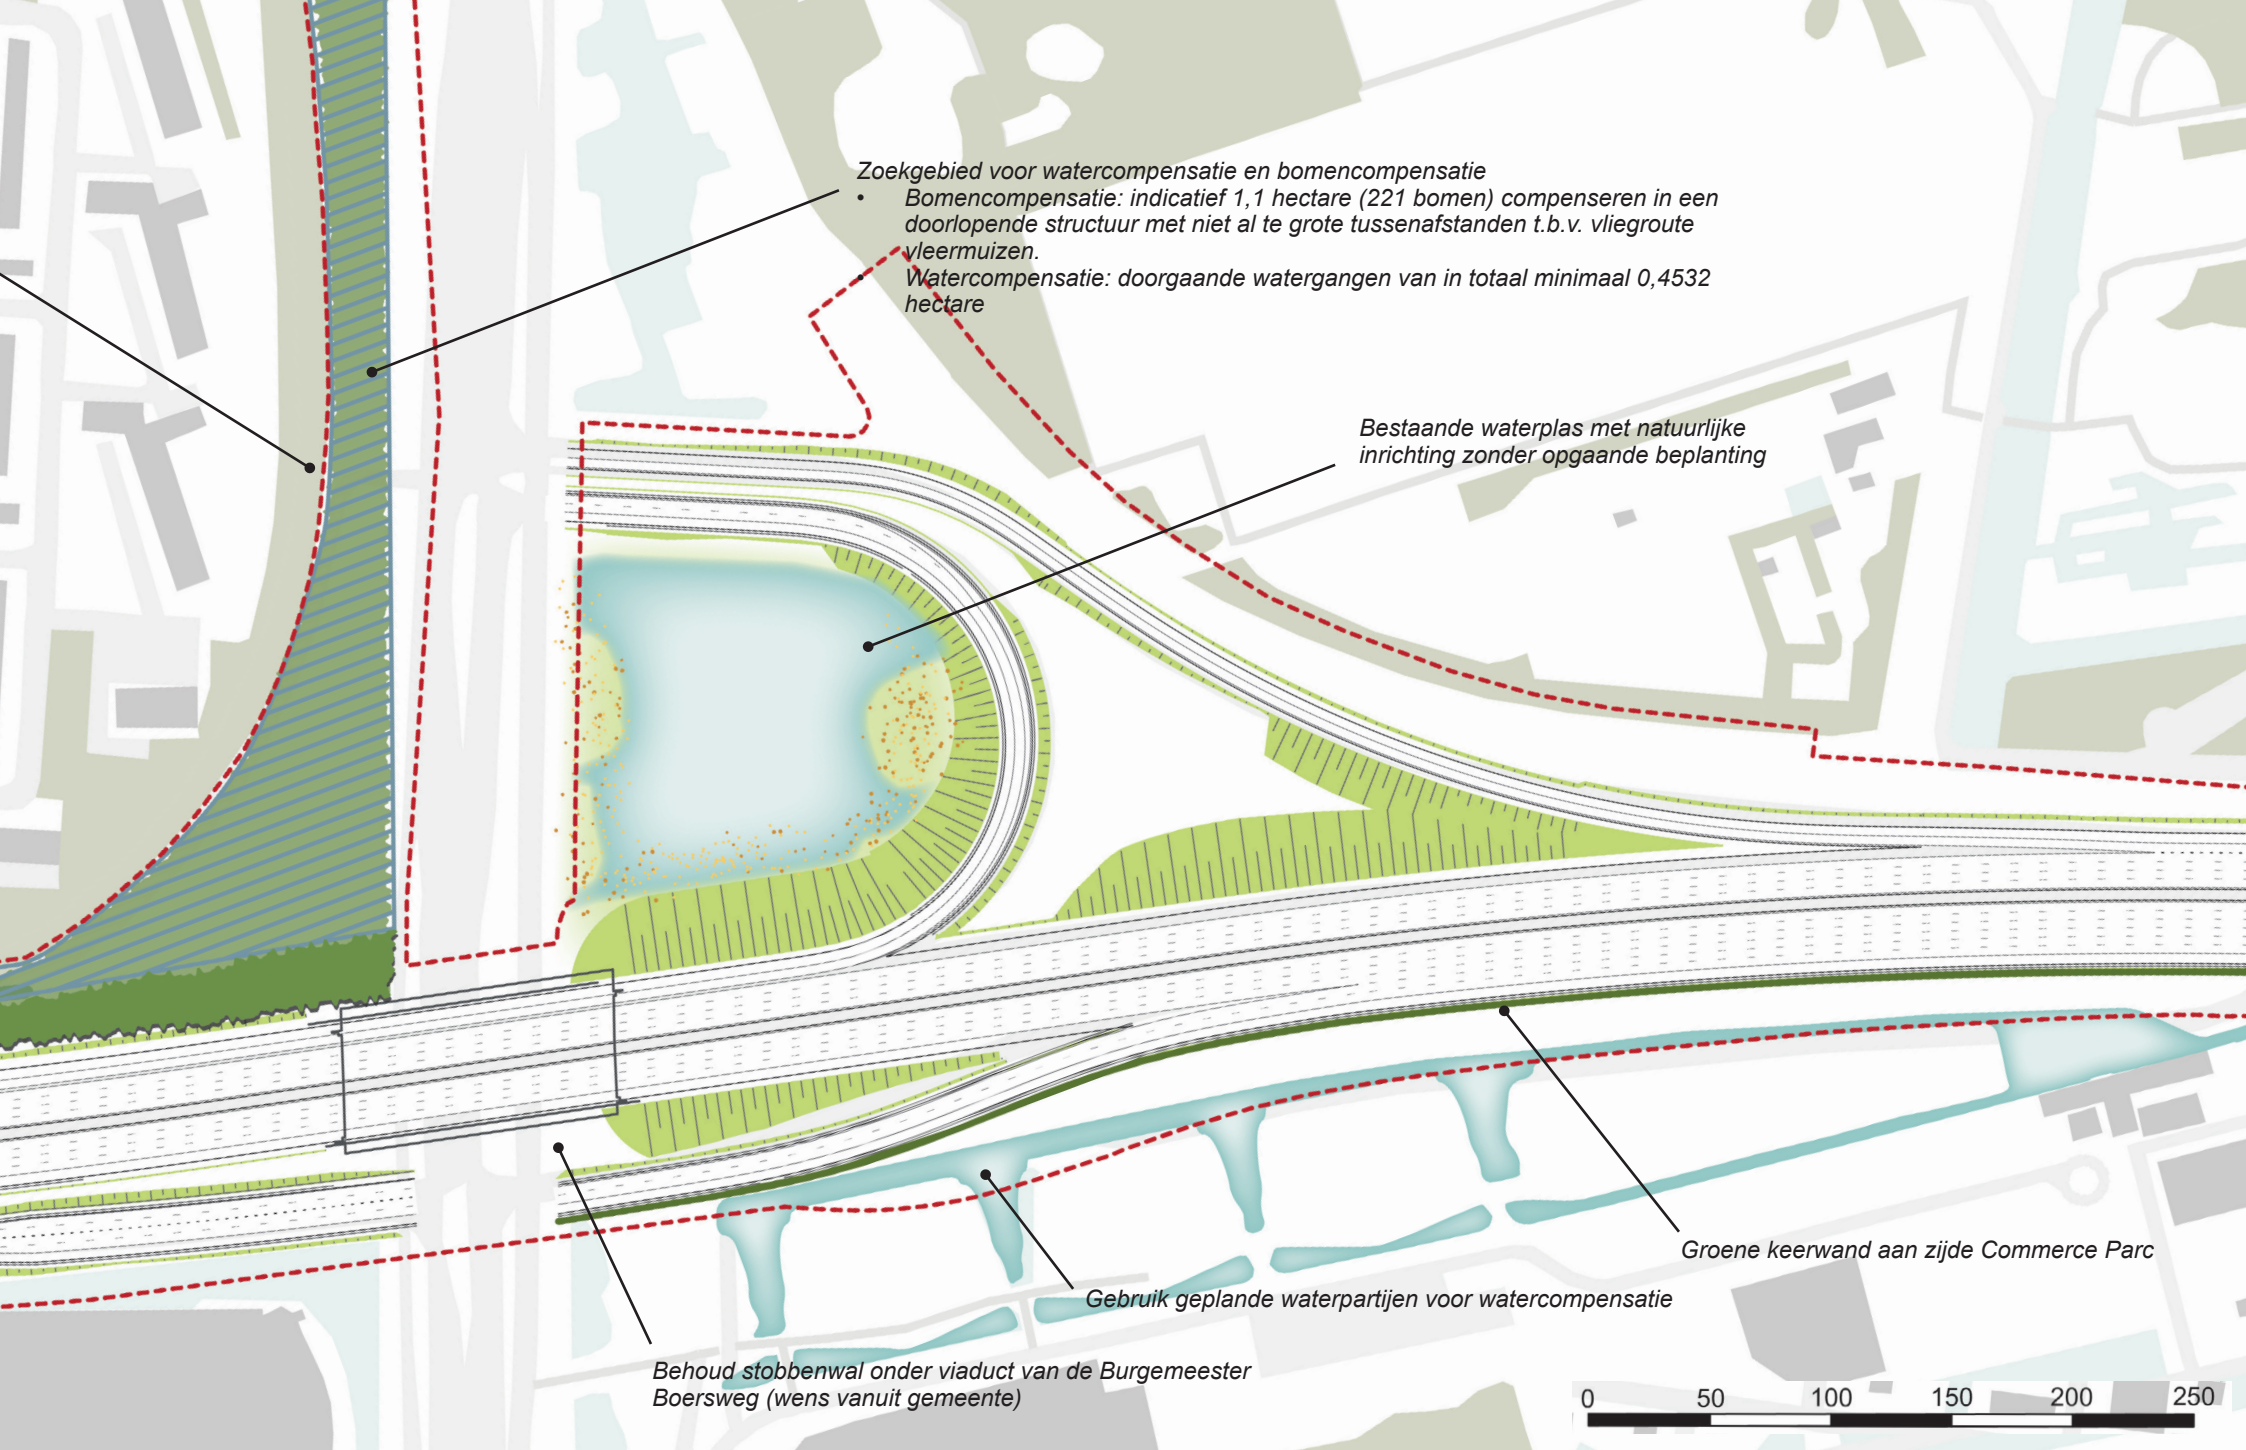 Zoekgebied voor watercompensatie en bomencompensatie
• Bomencompensatie: indicatief 1,1 hectare (221 bomen) compenseren in een
doorlopende structuur met niet al te grote tussenafstanden t.b.v. vliegroute
vleermuizen.
• Watercompensatie: doorgaande watergangen van in totaal minimaal 0,4532
hectare
Bestaande waterplas met natuurlijke
inrichting zonder opgaande beplanting
Groene keerwand aan zijde Commerce Parc
Gebruik geplande waterpartijen voor watercompensatie
Behoud stobbenwal onder viaduct van de Burgemeester
Boersweg (wens vanuit gemeente)
0 50 100 150 200 250